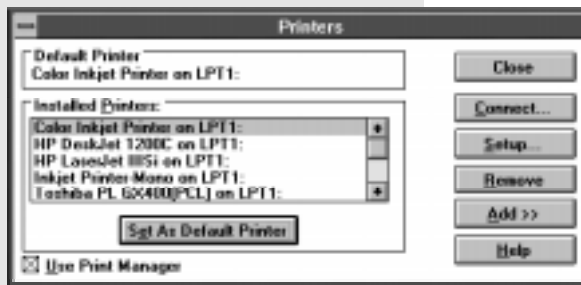 Printers
Default Printer
Color Inkjet Printer on LPT1:
Installed Printers:
Color Inkjet Printer on LPT1:
HP DeskJet 1200C on LPT1:
HP LaserJet IIISi on LPT1:
Inkjet Printer-Mono on LPT1:
Toshiba PL GX400(PCL) on LPT1:
Set As Default Printer
Use Print Manager
Close
Connect...
Setup...
Remove
Add >>
Help